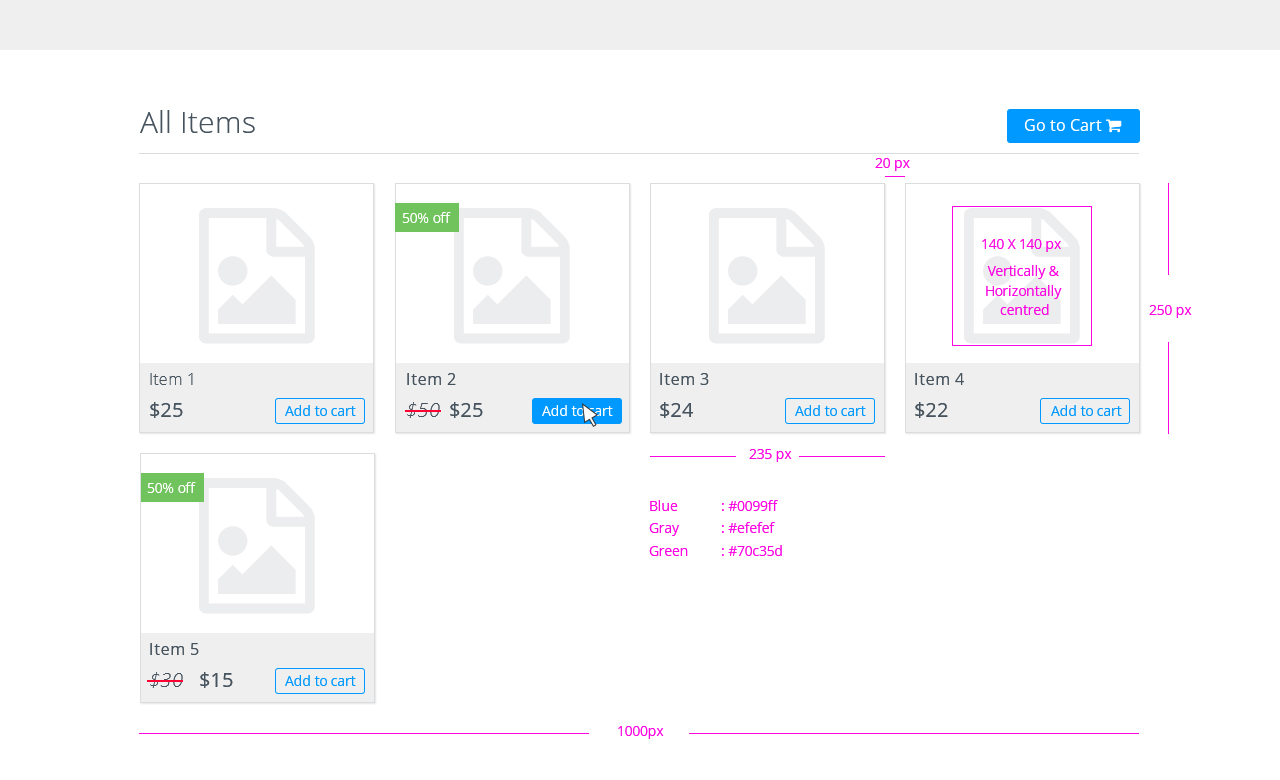 All Items
Go to Cart
20 px
50% off
140 X 140 px
Vertically &
Horizontally
centred
250 px
Item 1
$25
Add to cart
Item 2
$50 $25
Add to cart
Item 3
$24
Add to cart
Item 4
$22
Add to cart
235 px
50% off
Blue : #0099ff
Gray : #efefef
Green : #70c35d
Item 5
$30 $15
Add to cart
1000px